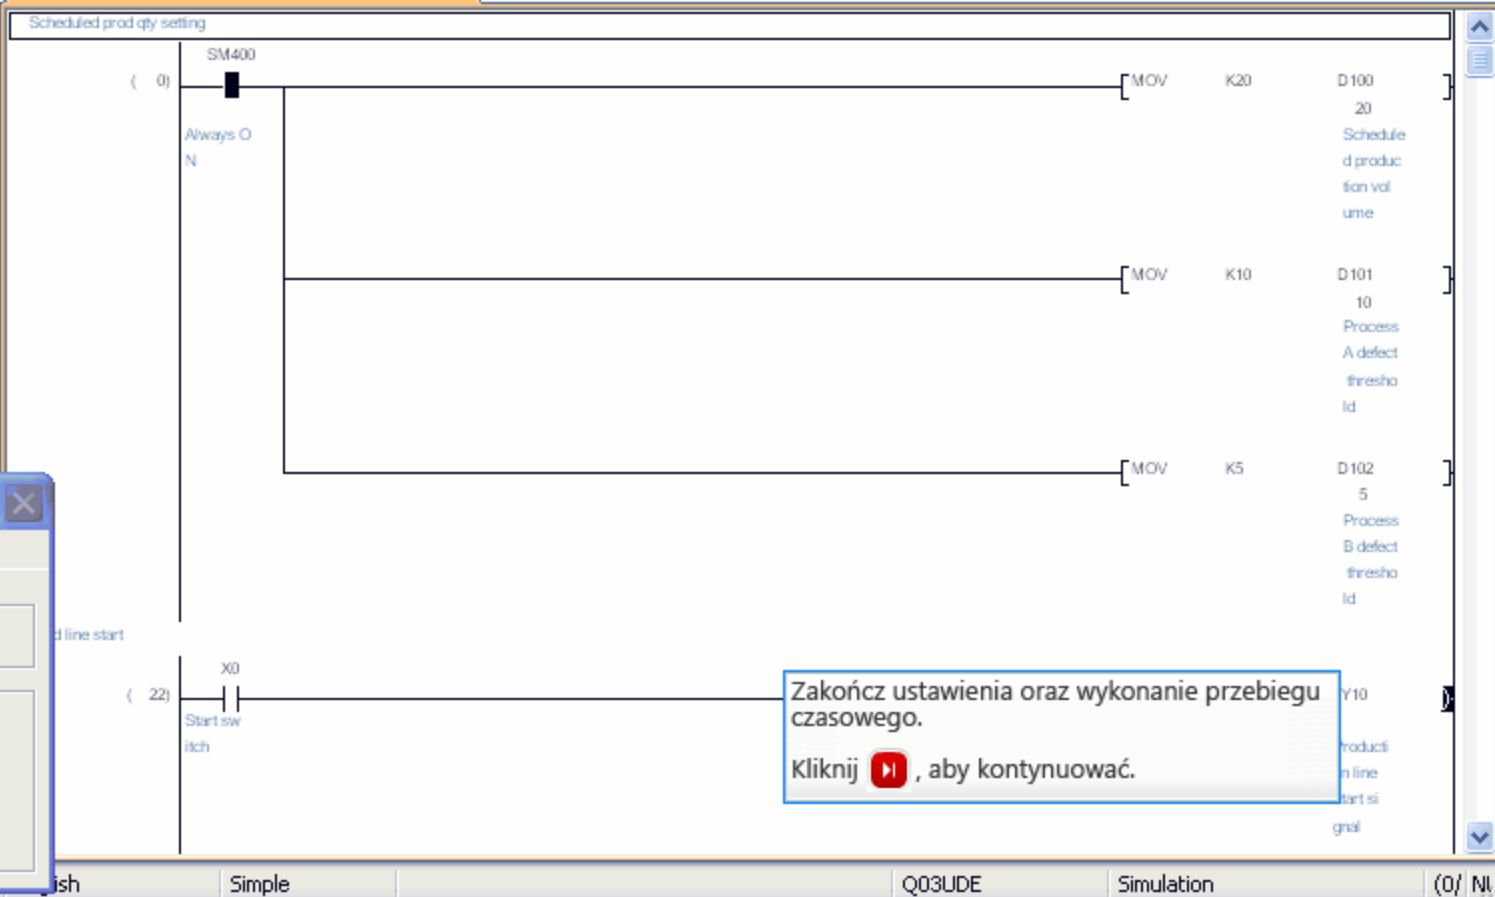 Scheduled prod qty setting
SM400
( 0)
MOV K20 D100
20
Always O
N
Schedule
d produc
tion vol
ume
MOV K10 D101
10
Process
A defect
thresho
ld
MOV K5 D102
5
Process
B defect
thresho
ld
d line start
X0
( 22)
Y10
Start sw
itch
Zakończ ustawienia oraz wykonanie przebiegu
czasowego.
Kliknij , aby kontynuować.
roducti
n line
tart si
gnal
ish Simple Q03UDE Simulation (0/